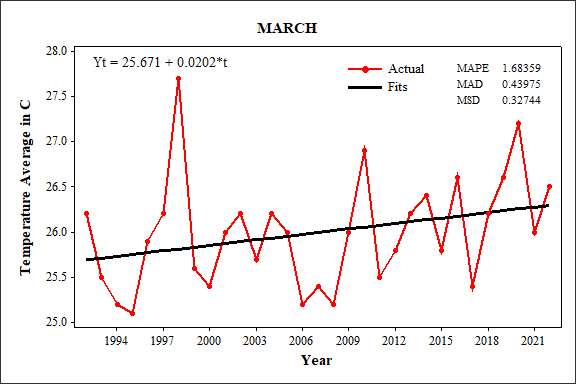 MARCH
Yt = 25.671 + 0.0202*t
Actual
Fits
MAPE 1.68359
MAD 0.43975
MSD 0.32744
Temperature Average in C
28.0
27.5
27.0
26.5
26.0
25.5
25.0
1994 1997 2000 2003 2006 2009 2012 2015 2018 2021
Year